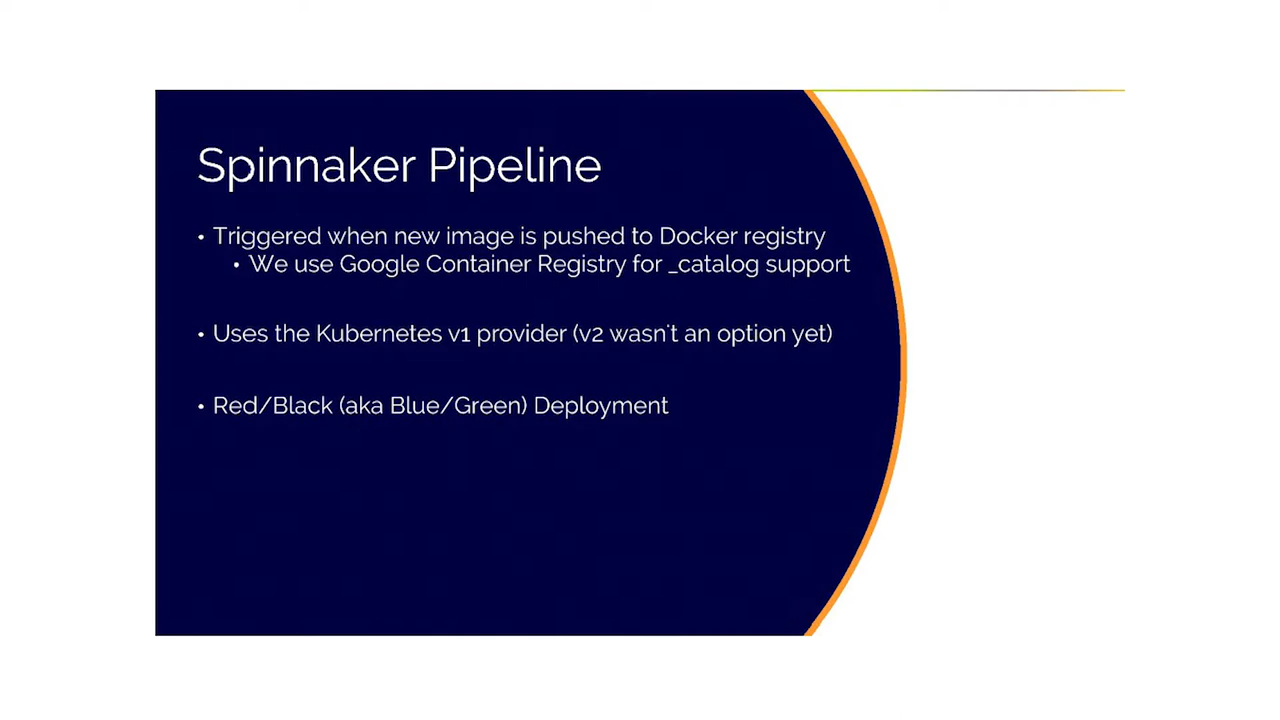 Spinnaker Pipeline
• Triggered when new image is pushed to Docker registry
• We use Google Container Registry for _catalog support
• Uses the Kubernetes v1 provider (v2 wasn't an option yet)
• Red/Black (aka Blue/Green) Deployment